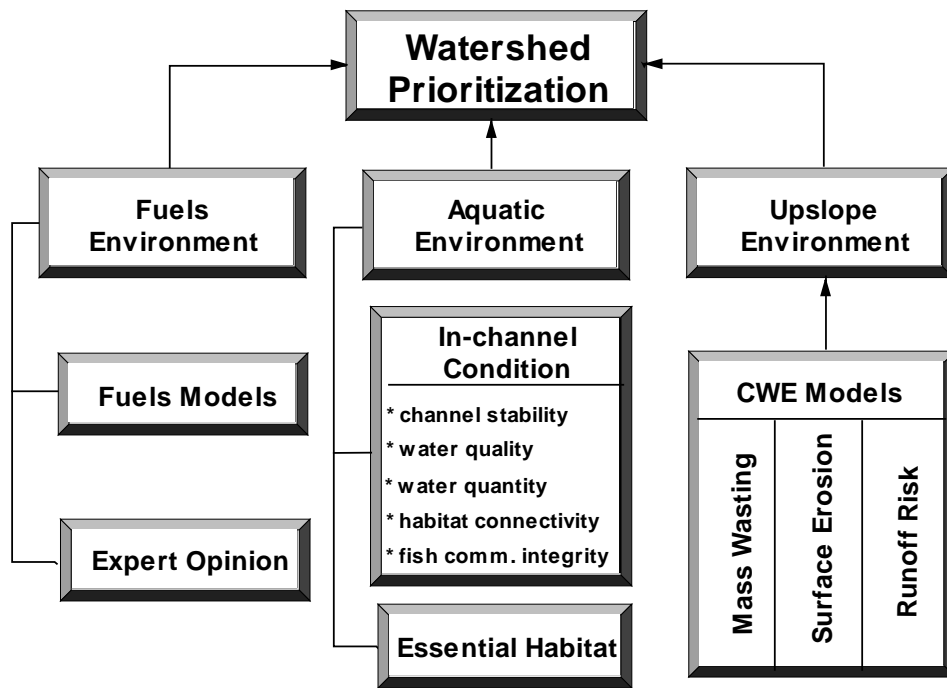 Watershed
Prioritization
Fuels
Environment
Aquatic
Environment
Upslope
Environment
Fuels Models
Expert Opinion
In-channel
Condition
* channel stability
* water quality
* water quantity
* habitat connectivity
* fish comm. integrity
Essential Habitat
CWE Models
Mass Wasting
Surface Erosion
Runoff Risk